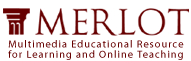 MERLOT
Multimedia Educational Resource
for Learning and Online Teaching